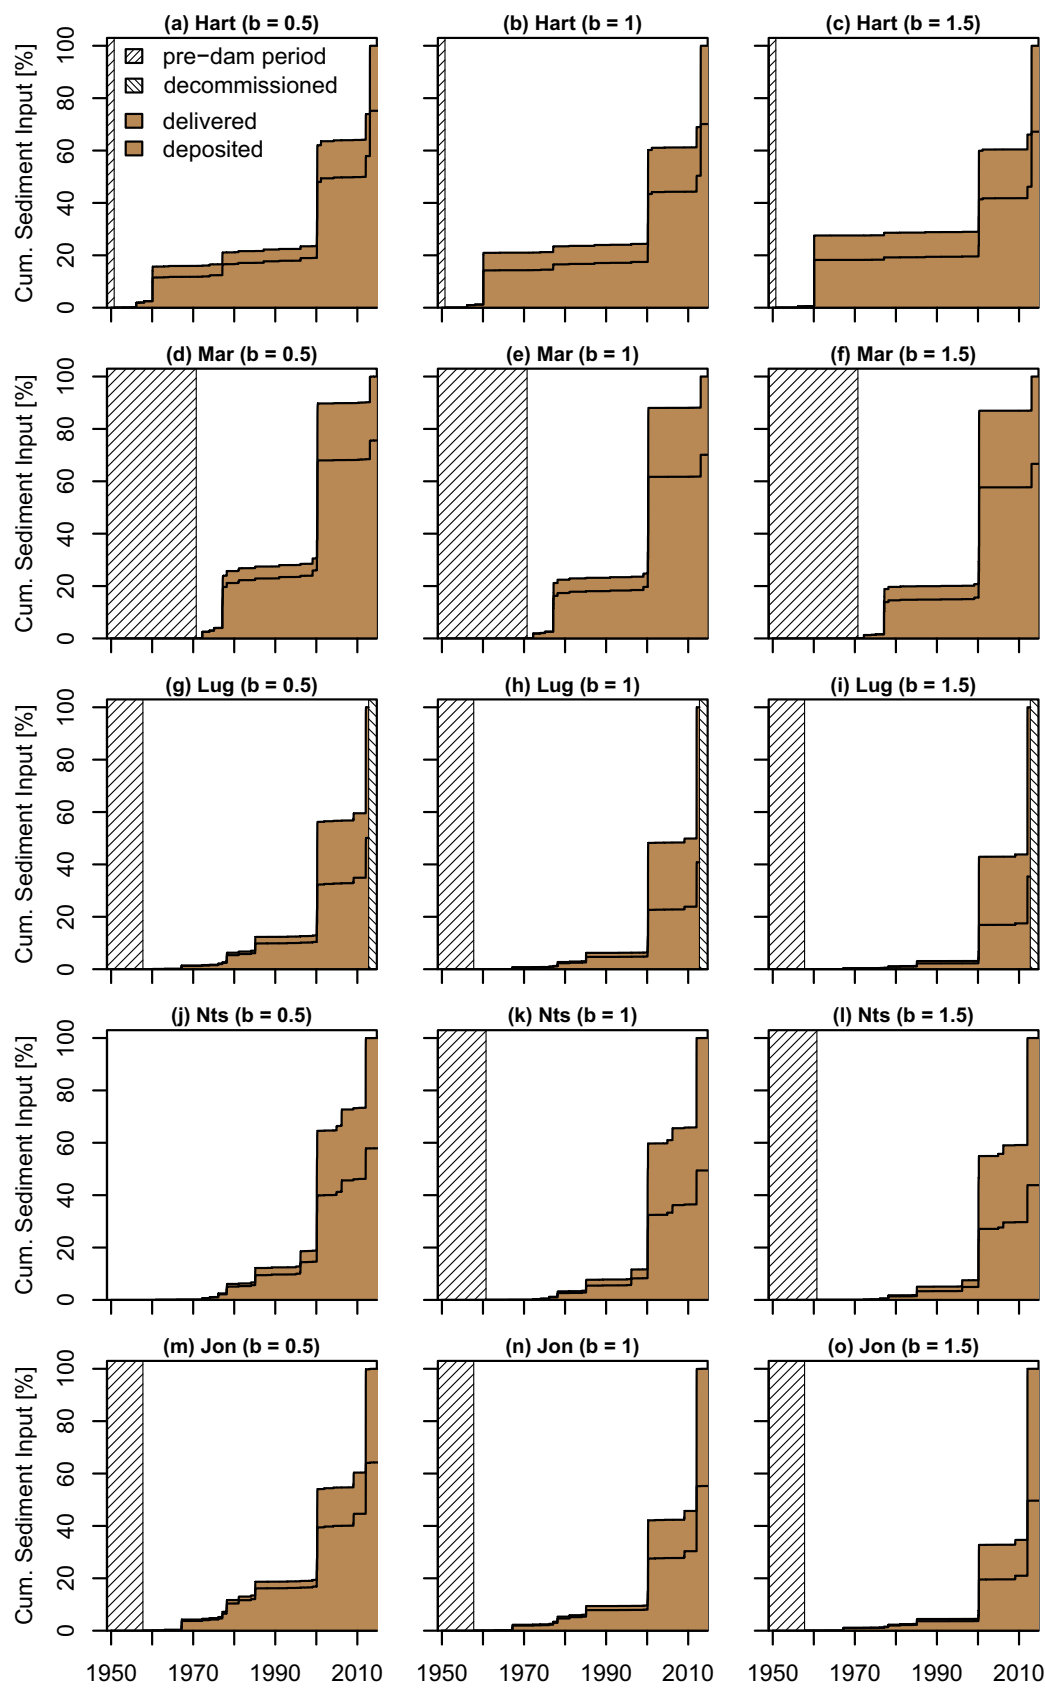 (a) Hart (b = 0.5)
(b) Hart (b = 1)
(c) Hart (b = 1.5)
Cum. Sediment Input [%]
0 20 40 60 80 100
pre−dam period
decommissioned
delivered
deposited
(d) Mar (b = 0.5)
(e) Mar (b = 1)
(f) Mar (b = 1.5)
Cum. Sediment Input [%]
0 20 40 60 80 100
(g) Lug (b = 0.5)
(h) Lug (b = 1)
(i) Lug (b = 1.5)
Cum. Sediment Input [%]
0 20 40 60 80 100
(j) Nts (b = 0.5)
(k) Nts (b = 1)
(l) Nts (b = 1.5)
Cum. Sediment Input [%]
0 20 40 60 80 100
(m) Jon (b = 0.5)
(n) Jon (b = 1)
(o) Jon (b = 1.5)
Cum. Sediment Input [%]
0 20 40 60 80 100
1950 1970 1990 2010
1950 1970 1990 2010
1950 1970 1990 2010